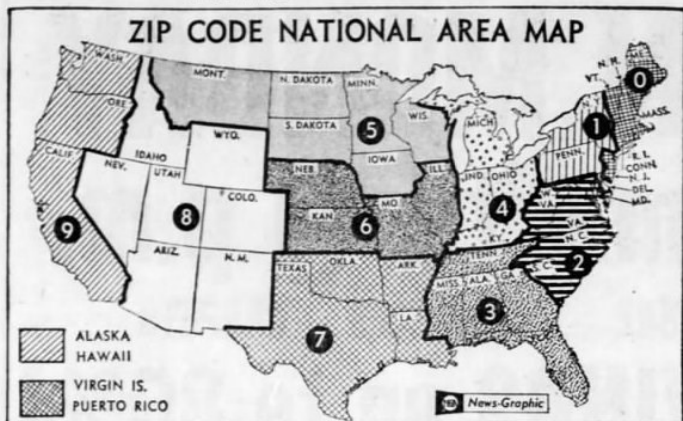 ZIP CODE NATIONAL AREA MAP
WASH.
MONT.
N. DAKOTA
MINN.
ME.
N. H.
VT.
0
ORE.
S. DAKOTA
5
WIS.
MICH.
N.Y.
1
MASS.
WYO.
IDAHO
IOWA
PENN.
R. I.
CONN.
N. J.
DEL.
MD.
CALIF.
NEV.
UTAH
COLO.
NEB.
ILL.
IND.
OHIO
W.
VA.
9
8
KAN.
6
MO.
4
KY.
VA.
N. C.
ARIZ.
N. M.
TEXAS
OKLA.
ARK.
TENN.
S. C.
2
MISS.
ALA.
GA.
3
7
LA.
ALASKA
HAWAII
VIRGIN IS.
PUERTO RICO
News-Graphic